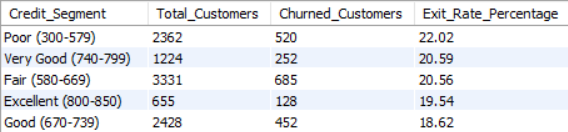 Credit_Segment Total_Customers Churned_Customers Exit_Rate_Percentage
Poor (300-579) 2362 520 22.02
Very Good (740-799) 1224 252 20.59
Fair (580-669) 3331 685 20.56
Excellent (800-850) 655 128 19.54
Good (670-739) 2428 452 18.62